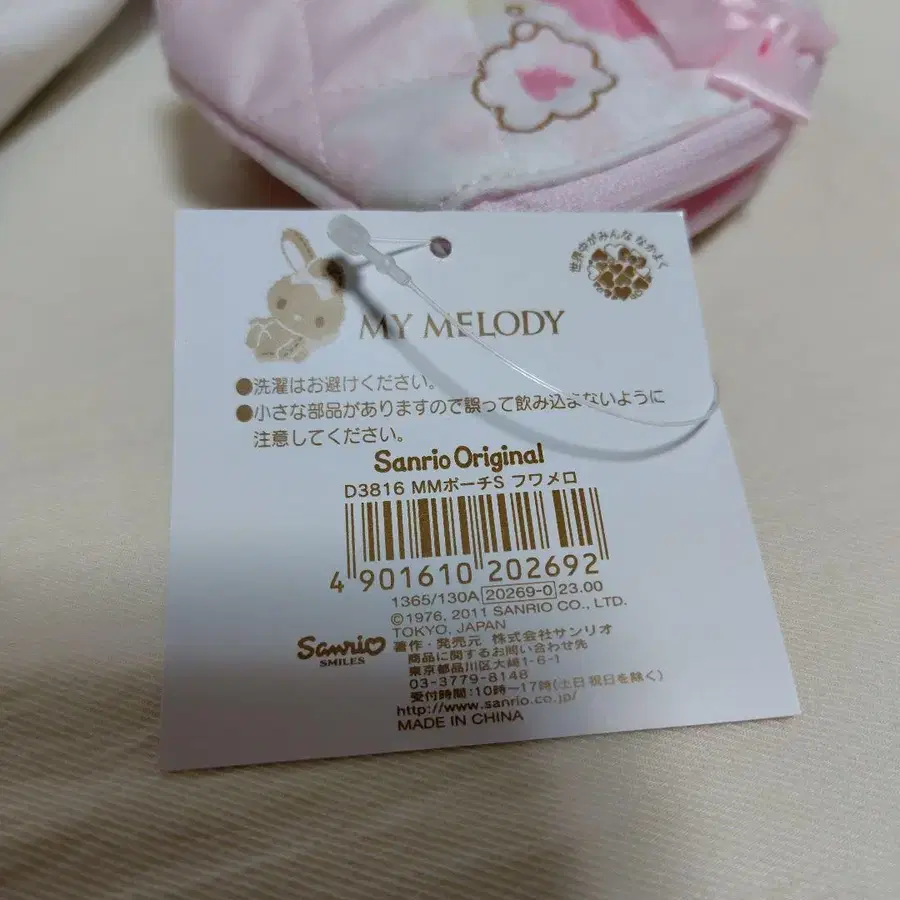 世界中がみんな なかよく
MY MELODY
●洗濯はお避けください。
●小さな部品がありますので誤って飲み込まないように
注意してください。
Sanrio Original
D3816 MMポーチS フワメロ
4 901610 202692
1365/130A 20269-0 23.00
©1976, 2011 SANRIO CO., LTD.
TOKYO, JAPAN
Sanrio
SMILES
著作・発売元 株式会社サンリオ
商品に関するお問い合わせ先
東京都品川区大崎1-6-1
03-3779-8148
受付時間:10時〜17時(土日祝日を除く)
http://www.sanrio.co.jp/
MADE IN CHINA